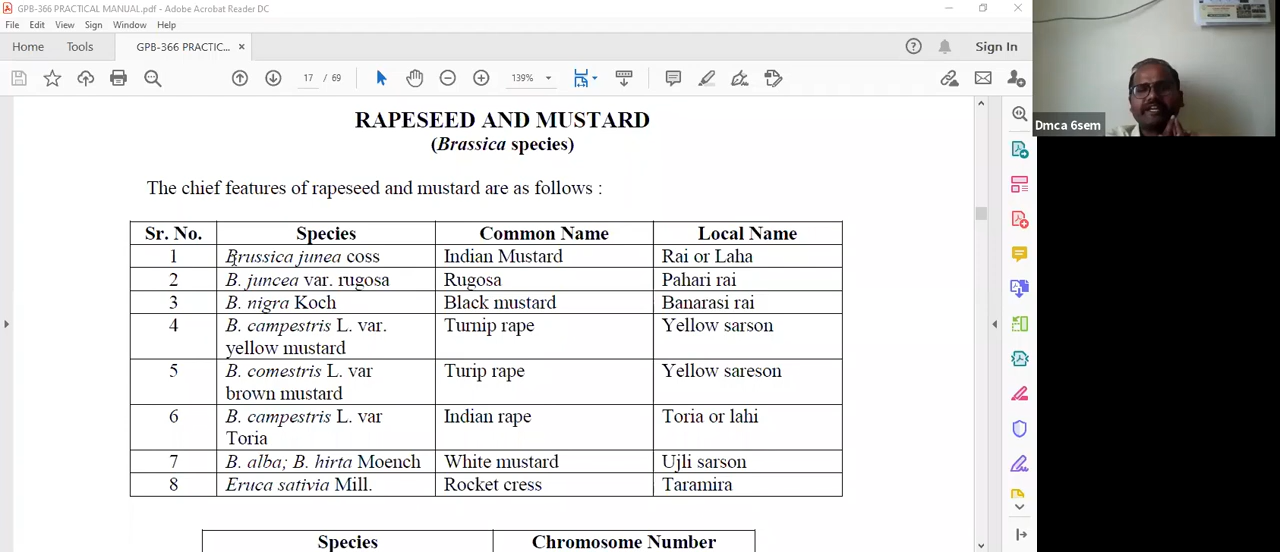 GPB-366 PRACTICAL MANUAL.pdf - Adobe Acrobat Reader DC
File Edit View Sign Window Help
Home Tools GPB-366 PRACTIC... × ? Sign In
17 / 69 139%
Dmca 6sem
RAPESEED AND MUSTARD
(Brassica species)
The chief features of rapeseed and mustard are as follows :
Sr. No. Species Common Name Local Name
1 Brussica junea coss Indian Mustard Rai or Laha
2 B. juncea var. rugosa Rugosa Pahari rai
3 B. nigra Koch Black mustard Banarasi rai
4 B. campestris L. var. Turnip rape Yellow sarson
yellow mustard
5 B. comestris L. var Turip rape Yellow sareson
brown mustard
6 B. campestris L. var Indian rape Toria or lahi
Toria
7 B. alba; B. hirta Moench White mustard Ujli sarson
8 Eruca sativia Mill. Rocket cress Taramira
Species Chromosome Number